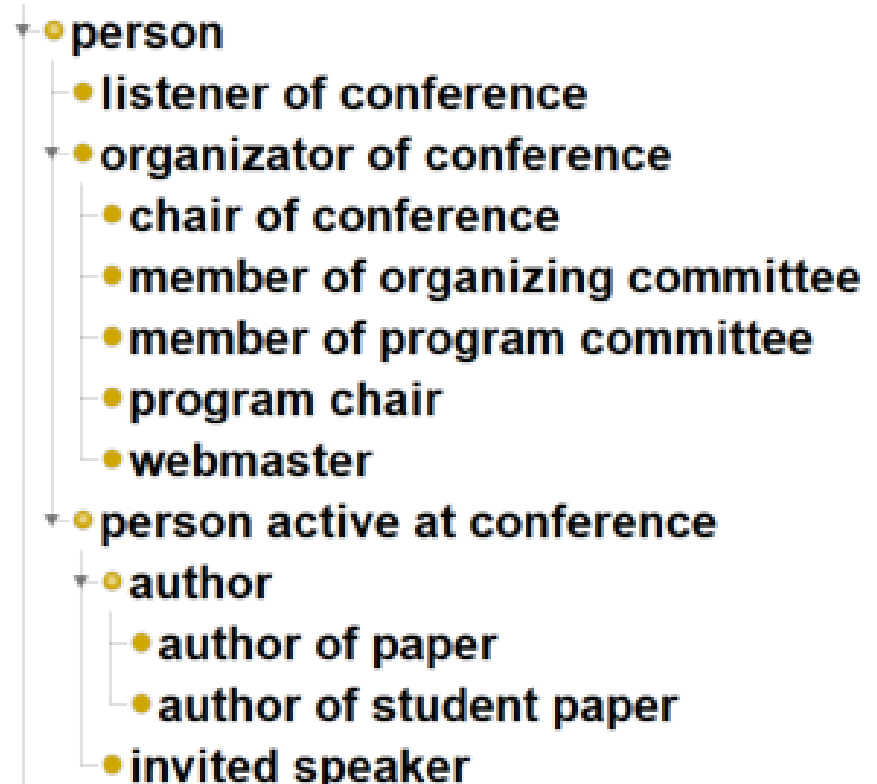 person
listener of conference
organizator of conference
chair of conference
member of organizing committee
member of program committee
program chair
webmaster
person active at conference
author
author of paper
author of student paper
invited speaker